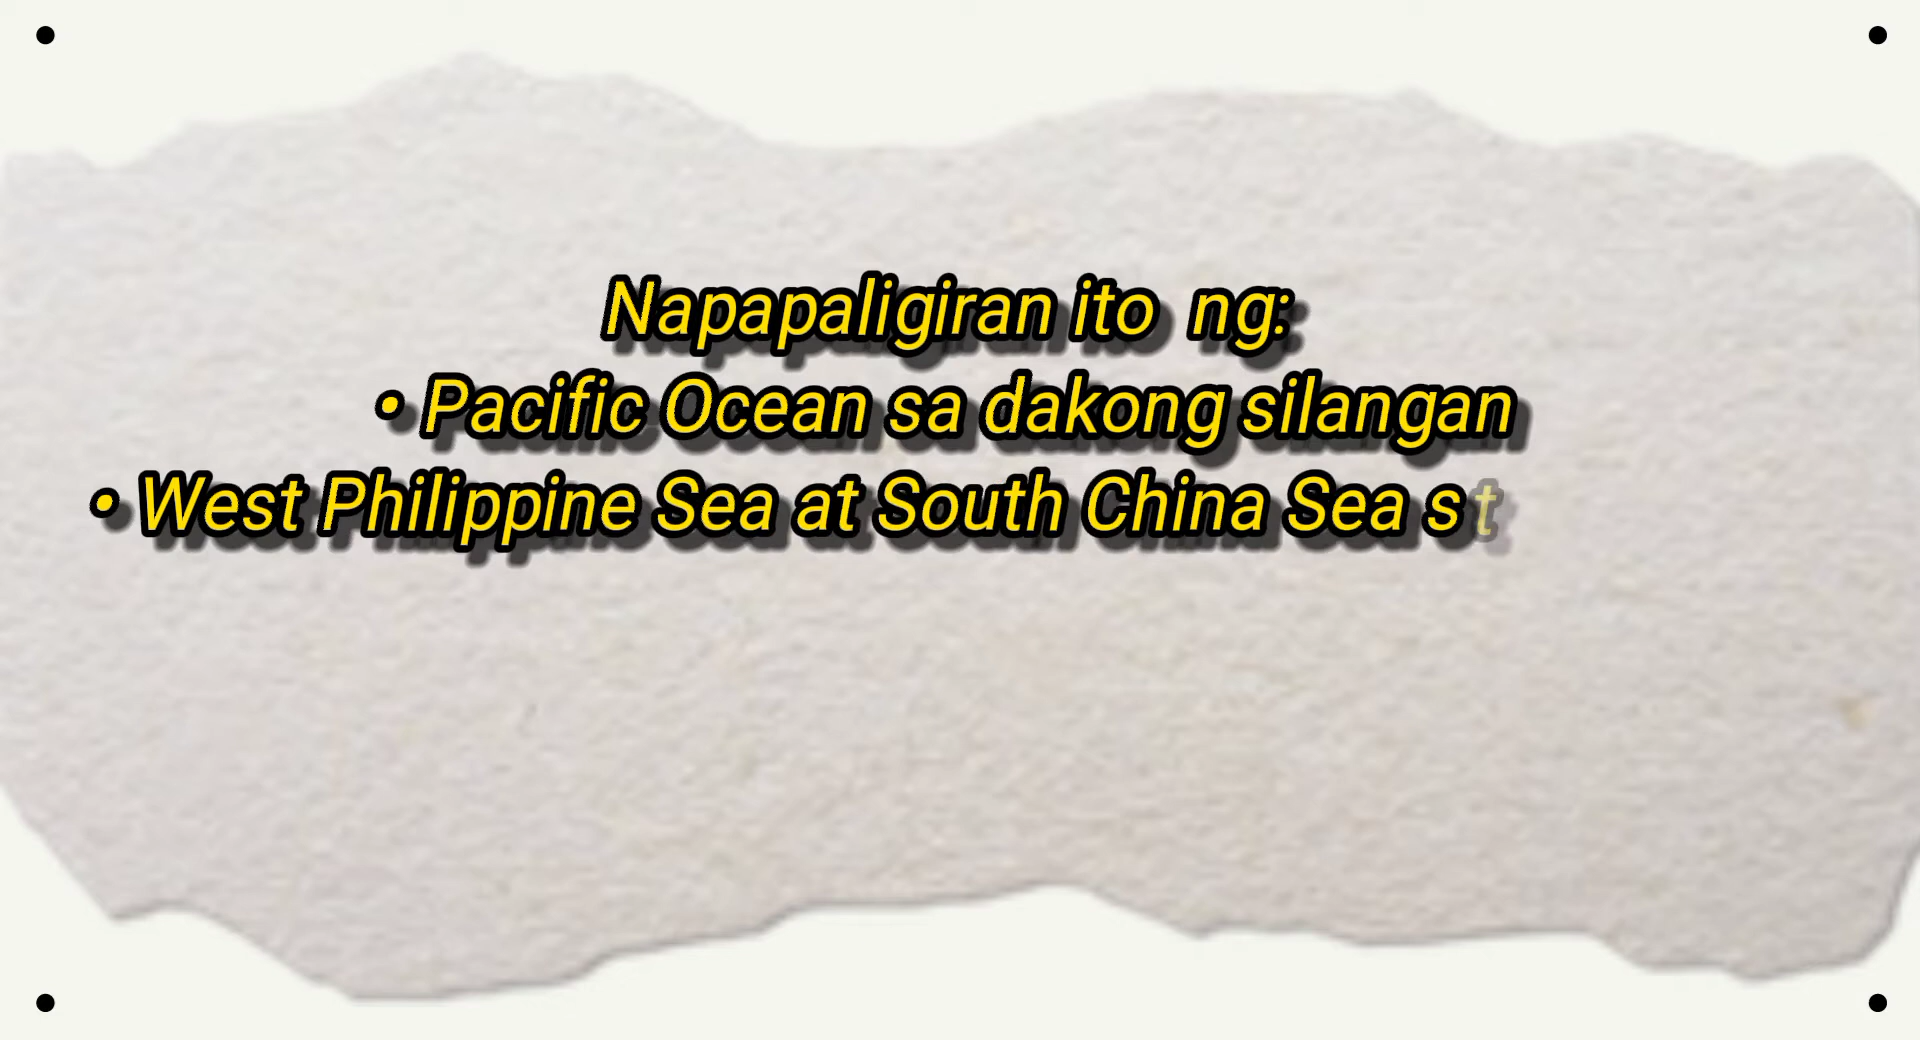 Napapaligiran ito ng:
• Pacific Ocean sa dakong silangan
• West Philippine Sea at South China Sea